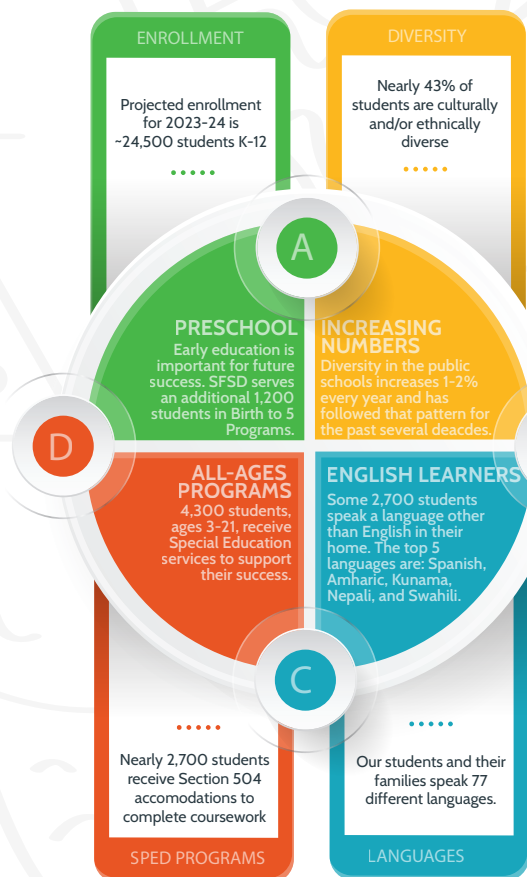 ENROLLMENT
Projected enrollment
for 2023-24 is
~24,500 students K-12
DIVERSITY
Nearly 43% of
students are culturally
and/or ethnically
diverse
A
PRESCHOOL
Early education is
important for future
success. SFSD serves
an additional 1,200
students in Birth to 5
Programs.
INCREASING
NUMBERS
Diversity in the public
schools increases 1-2%
every year and has
followed that pattern for
the past several deacdes.
D
ALL-AGES
PROGRAMS
4,300 students,
ages 3-21, receive
Special Education
services to support
their success.
ENGLISH LEARNERS
Some 2,700 students
speak a language other
than English in their
home. The top 5
languages are: Spanish,
Amharic, Kunama,
Nepali, and Swahili.
C
Nearly 2,700 students
receive Section 504
accomodations to
complete coursework
SPED PROGRAMS
Our students and their
families speak 77
different languages.
LANGUAGES